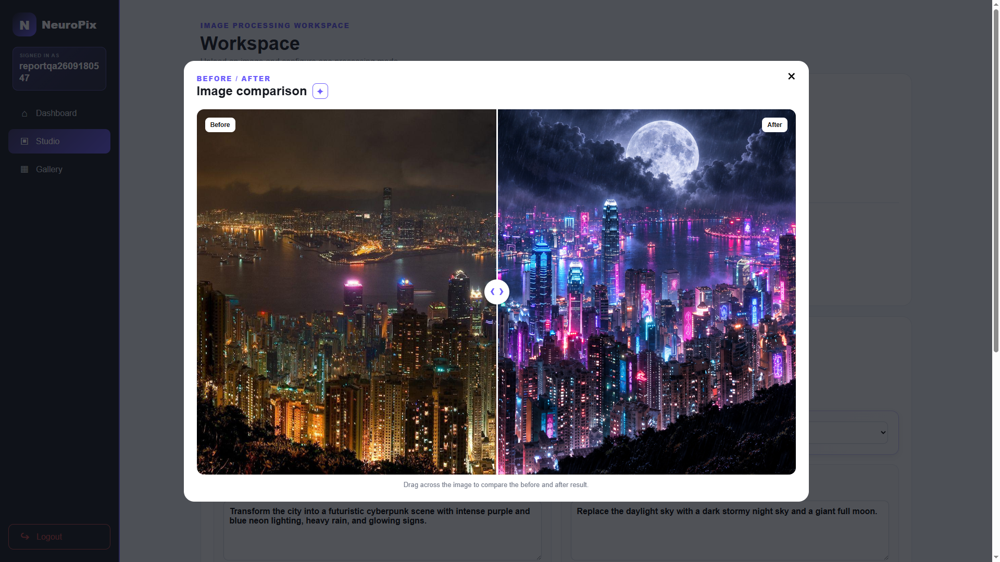 N NeuroPix
SIGNED IN AS
reportqa26091805
47
Dashboard
Studio
Gallery
Logout
IMAGE PROCESSING WORKSPACE
Workspace
Upload an image and configure one processing mode.
BEFORE / AFTER
Image comparison
Before
After
Drag across the image to compare the before and after result.
Transform the city into a futuristic cyberpunk scene with intense purple and
blue neon lighting, heavy rain, and glowing signs.
Replace the daylight sky with a dark stormy night sky and a giant full moon.